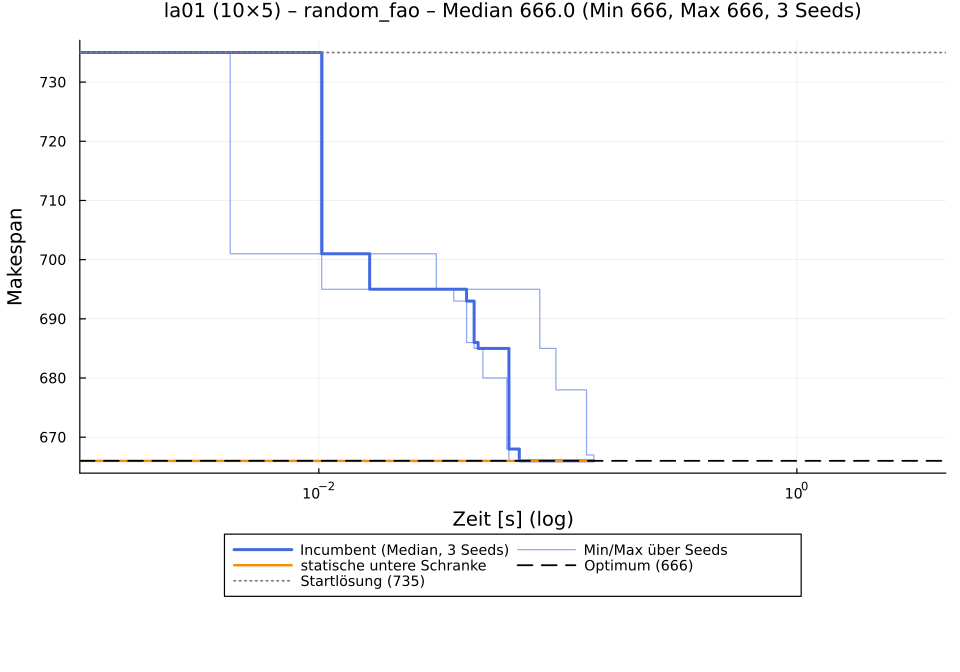 la01 (10×5) – random_fao – Median 666.0 (Min 666, Max 666, 3 Seeds)
Makespan
730
720
710
700
690
680
670
10⁻²
10⁰
Zeit [s] (log)
Incumbent (Median, 3 Seeds)
Min/Max über Seeds
statische untere Schranke
Optimum (666)
Startlösung (735)